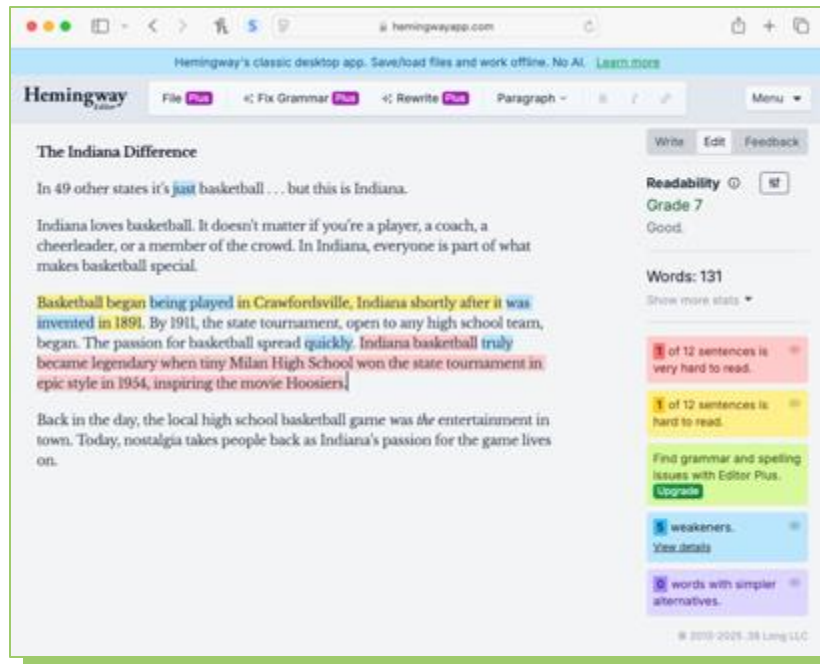 hemingwayapp.com
Hemingway's classic desktop app. Save/load files and work offline. No AI. Learn more
Hemingway
Editor
File Plus Fix Grammar Plus Rewrite Plus Paragraph B I Menu
Write Edit Feedback
The Indiana Difference
In 49 other states it's just basketball . . . but this is Indiana.
Indiana loves basketball. It doesn't matter if you're a player, a coach, a
cheerleader, or a member of the crowd. In Indiana, everyone is part of what
makes basketball special.
Basketball began being played in Crawfordsville, Indiana shortly after it was
invented in 1891. By 1911, the state tournament, open to any high school team,
began. The passion for basketball spread quickly. Indiana basketball truly
became legendary when tiny Milan High School won the state tournament in
epic style in 1954, inspiring the movie Hoosiers.
Back in the day, the local high school basketball game was the entertainment in
town. Today, nostalgia takes people back as Indiana's passion for the game lives
on.
Readability
Grade 7
Good.
Words: 131
Show more stats
1 of 12 sentences is
very hard to read.
1 of 12 sentences is
hard to read.
Find grammar and spelling
issues with Editor Plus.
Upgrade
5 weakeners.
View details
0 words with simpler
alternatives.
© 2013-2025, 38 Long LLC